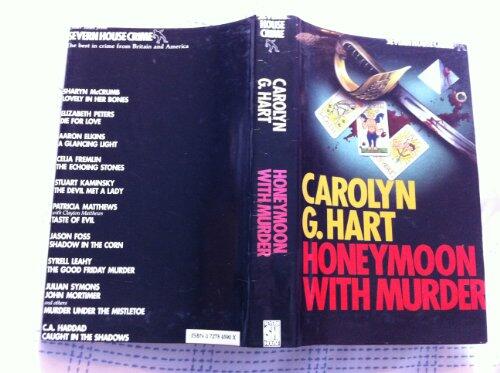 SEVERN HOUSE CRIME
The best in crime from Britain and America
SHARYN McCRUMB
LOVELY IN HER BONES
ELIZABETH PETERS
DIE FOR LOVE
AARON ELKINS
A GLANCING LIGHT
CELIA FREMLIN
THE ECHOING STONES
STUART KAMINSKY
THE DEVIL MET A LADY
PATRICIA MATTHEWS
with Clayton Matthews
TASTE OF EVIL
JASON FOSS
SHADOW IN THE CORN
SYRELL LEAHY
THE GOOD FRIDAY MURDER
JULIAN SYMONS
JOHN MORTIMER
and others
MURDER UNDER THE MISTLETOE
C.A. HADDAD
CAUGHT IN THE SHADOWS
CAROLYN
G. HART
HONEYMOON
WITH MURDER
SEVERN
HOUSE
CAROLYN
G. HART
HONEYMOON
WITH MURDER